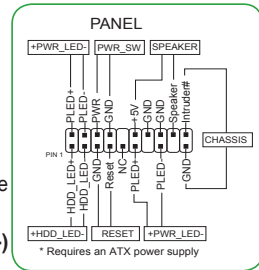 PANEL
+PWR_LED-
PWR_SW
SPEAKER
PLED+
PLED-
PWR
GND
+5V
GND
GND
Speaker
Intruder#
PIN 1
CHASSIS
HDD_LED+
HDD_LED-
GND
Reset
NC
PLED+
PLED-
GND
e
)
+HDD_LED-
RESET
+PWR_LED-
* Requires an ATX power supply